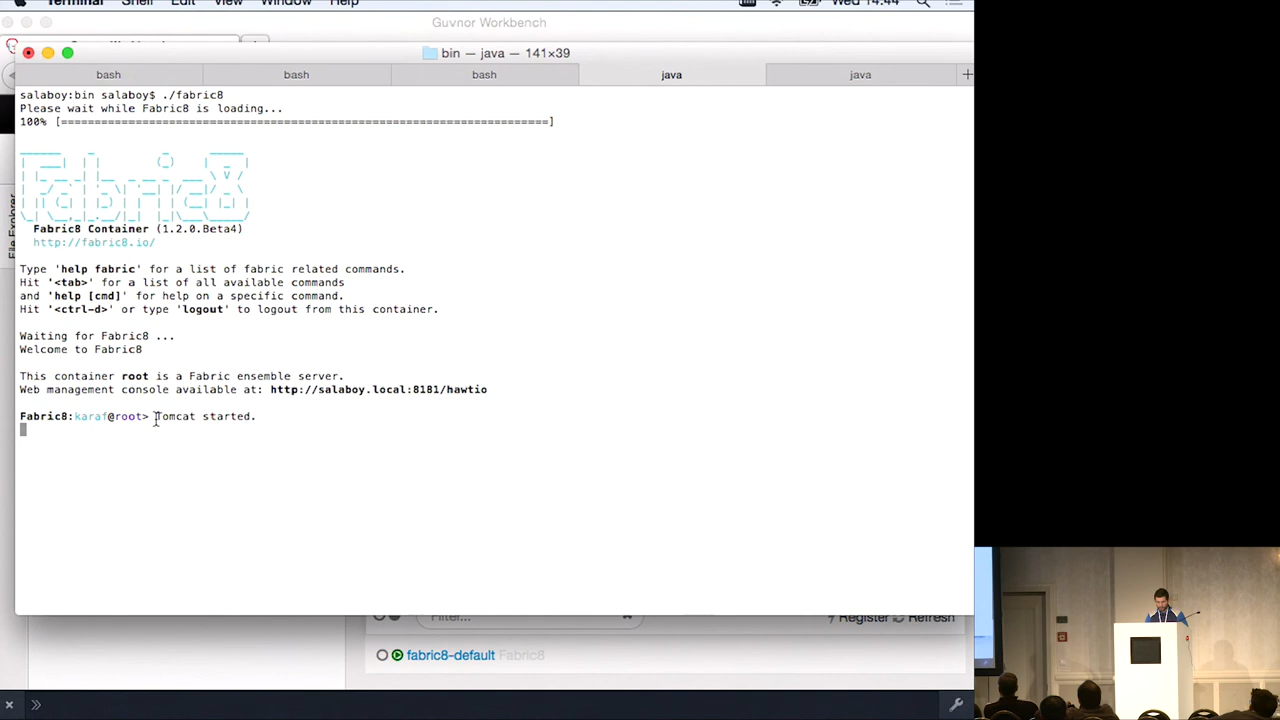 Terminal Shell Edit View Window Help Wed 14:44
Guvnor Workbench
bin — java — 141×39
bash bash bash java java +
salaboy:bin salaboy$ ./fabric8
Please wait while Fabric8 is loading...
100% [========================================================================]
Fabric8
Fabric8 Container (1.2.0.Beta4)
http://fabric8.io/
Type 'help fabric' for a list of fabric related commands.
Hit '<tab>' for a list of all available commands
and 'help [cmd]' for help on a specific command.
Hit '<ctrl-d>' or type 'logout' to logout from this container.
Waiting for Fabric8 ...
Welcome to Fabric8
This container root is a Fabric ensemble server.
Web management console available at: http://salaboy.local:8181/hawtio
Fabric8:karaf@root> Tomcat started.
File Explorer
Filter...
Register Refresh
fabric8-default Fabric8